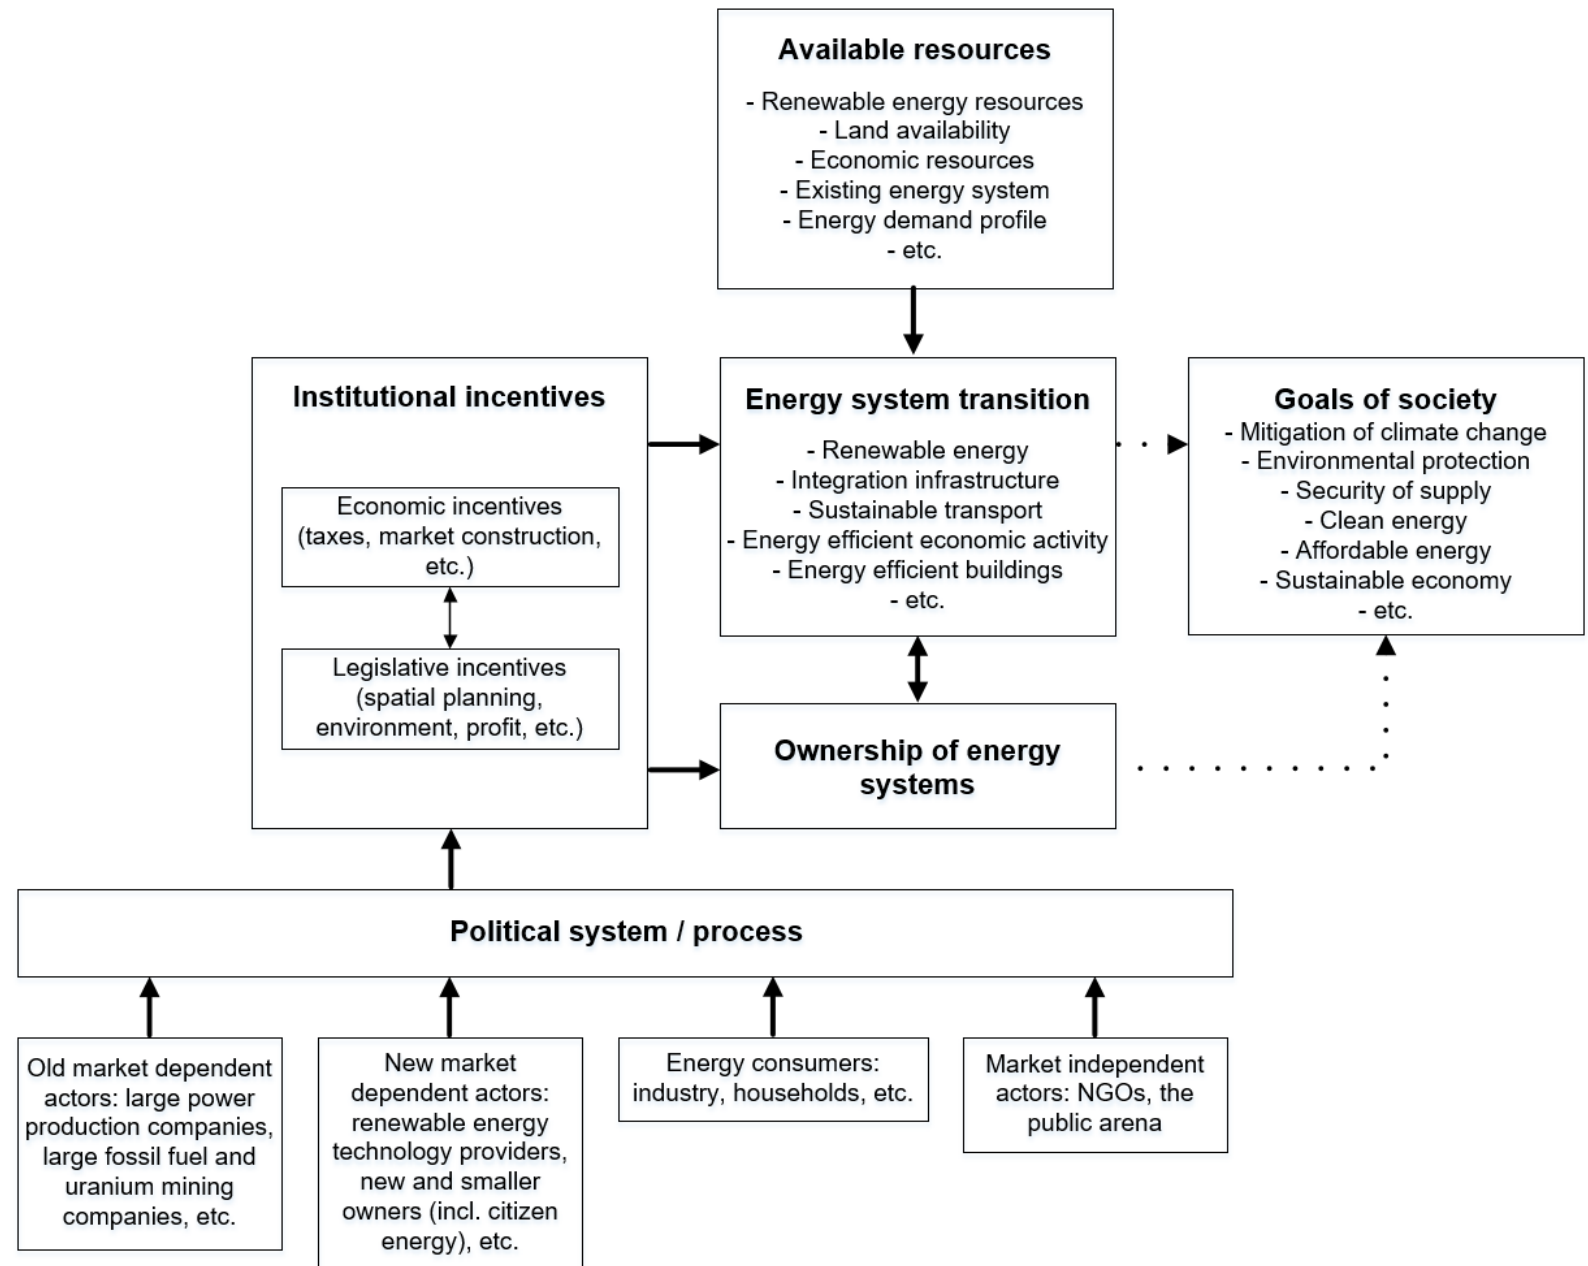 Available resources
- Renewable energy resources
- Land availability
- Economic resources
- Existing energy system
- Energy demand profile
- etc.
Institutional incentives
Economic incentives
(taxes, market construction,
etc.)
Legislative incentives
(spatial planning,
environment, profit, etc.)
Energy system transition
- Renewable energy
- Integration infrastructure
- Sustainable transport
- Energy efficient economic activity
- Energy efficient buildings
- etc.
Goals of society
- Mitigation of climate change
- Environmental protection
- Security of supply
- Clean energy
- Affordable energy
- Sustainable economy
- etc.
Ownership of energy
systems
Political system / process
Old market dependent
actors: large power
production companies,
large fossil fuel and
uranium mining
companies, etc.
New market
dependent actors:
renewable energy
technology providers,
new and smaller
owners (incl. citizen
energy), etc.
Energy consumers:
industry, households, etc.
Market independent
actors: NGOs, the
public arena